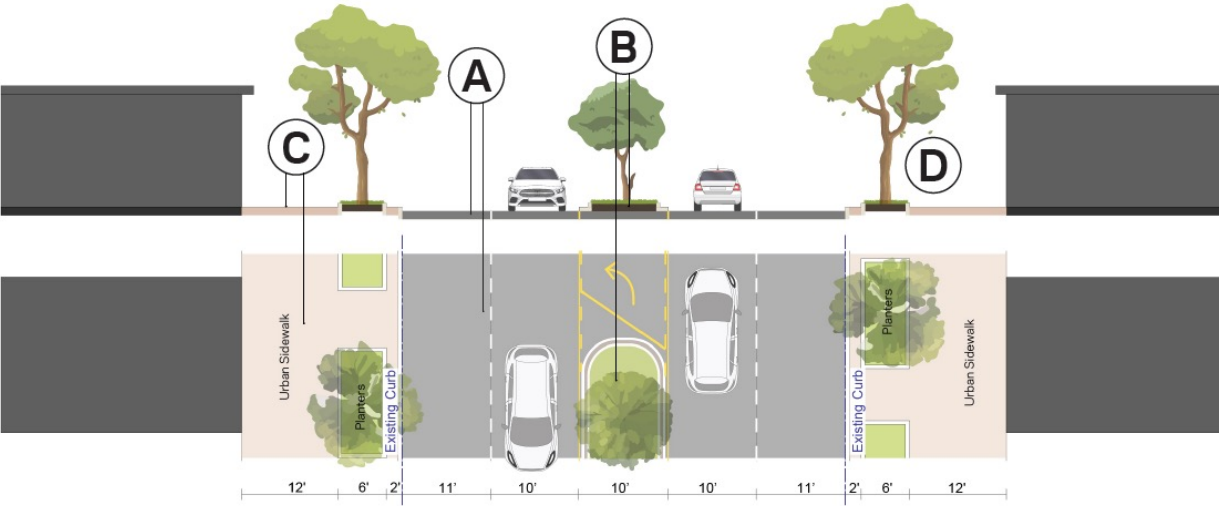 B
A
C
D
Urban Sidewalk
Planters
Existing Curb
Existing Curb
Planters
Urban Sidewalk
12' 6' 2' 11' 10' 10' 10' 11' 2' 6' 12'